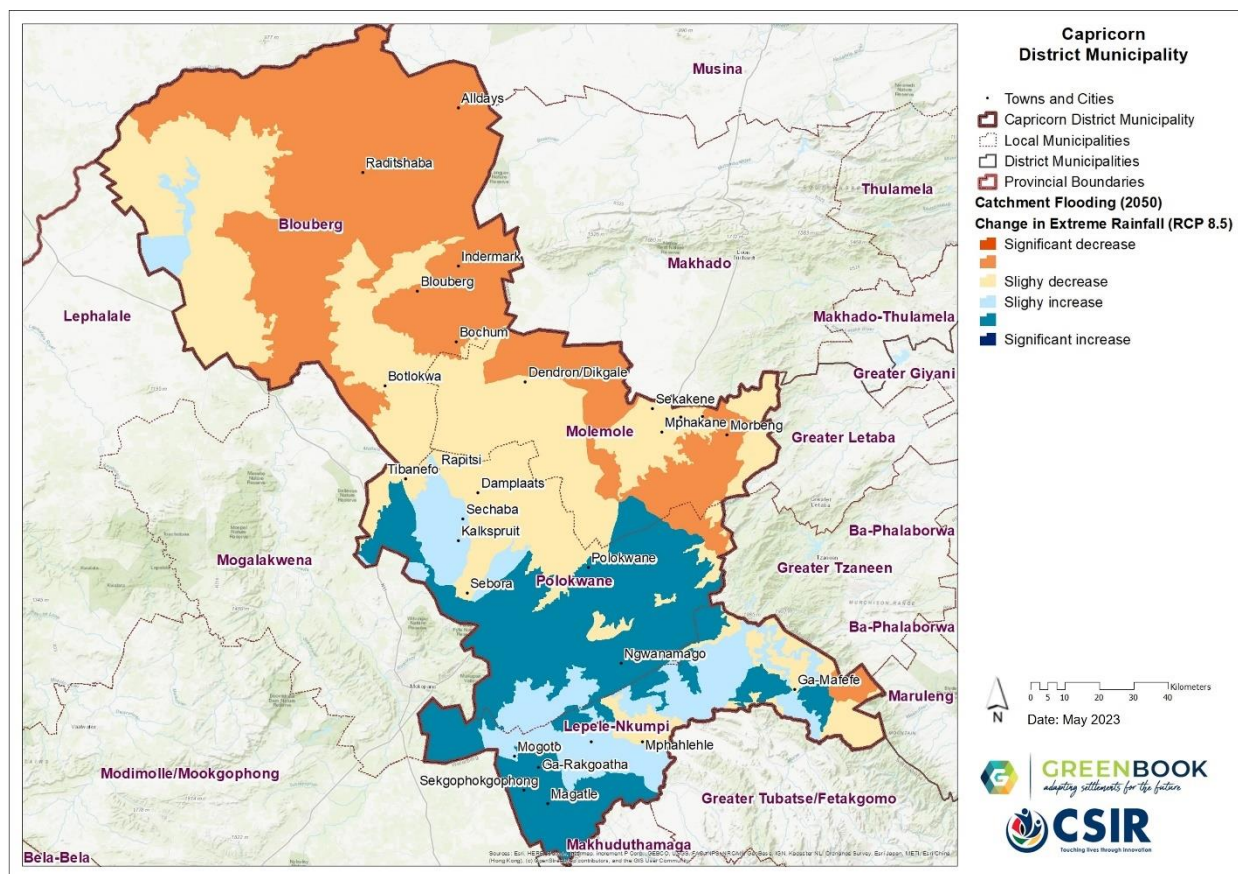 Capricorn
District Municipality
Towns and Cities
Capricorn District Municipality
Local Municipalities
District Municipalities
Provincial Boundaries
Catchment Flooding (2050)
Change in Extreme Rainfall (RCP 8.5)
Significant decrease
Slighy decrease
Slighy increase
Significant increase
Musina
Alldays
Raditshaba
Thulamela
Blouberg
Indermark
Makhado
Blouberg
Lephalale
Makhado-Thulamela
Bochum
Greater Giyani
Botlokwa
Dendron/Dikgale
Sekakene
Molemole
Mphakane
Morbeng
Greater Letaba
Rapitsi
Tibanefo
Damplaats
Sechaba
Kalkspruit
Ba-Phalaborwa
Mogalakwena
Polokwane
Greater Tzaneen
Polokwane
Sebora
Ba-Phalaborwa
Ngwanamago
Ga-Mafefe
Maruleng
Lepele-Nkumpi
Mogoto
Mphahlehle
Ga-Rakgoatha
Modimolle/Mookgophong
Sekgophokgophong
Magatle
Greater Tubatse/Fetakgomo
Makhuduthamaga
Bela-Bela
Kilometers
0 5 10 20 30 40
N
Date: May 2023
G
GREENBOOK
adapting settlements for the future
CSIR
Touching lives through innovation